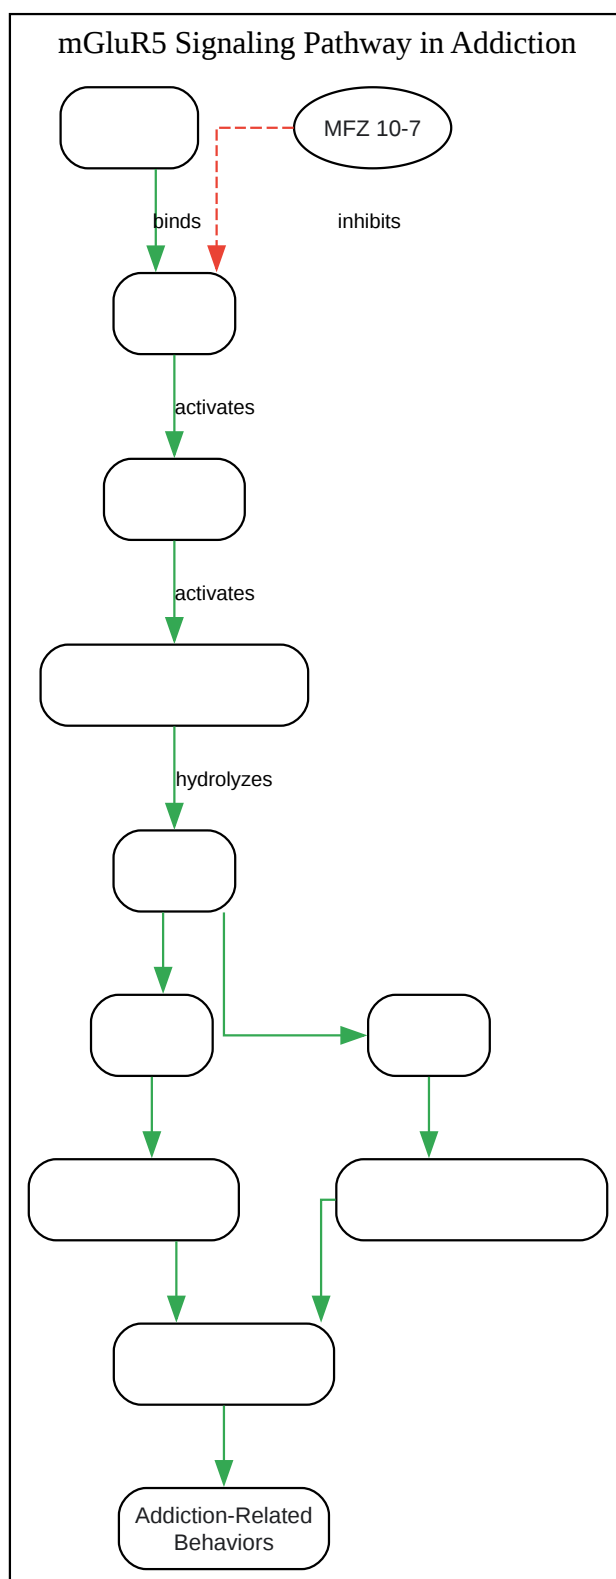 mGluR5 Signaling Pathway in Addiction
MFZ 10-7
binds
inhibits
activates
activates
hydrolyzes
Addiction-Related
Behaviors